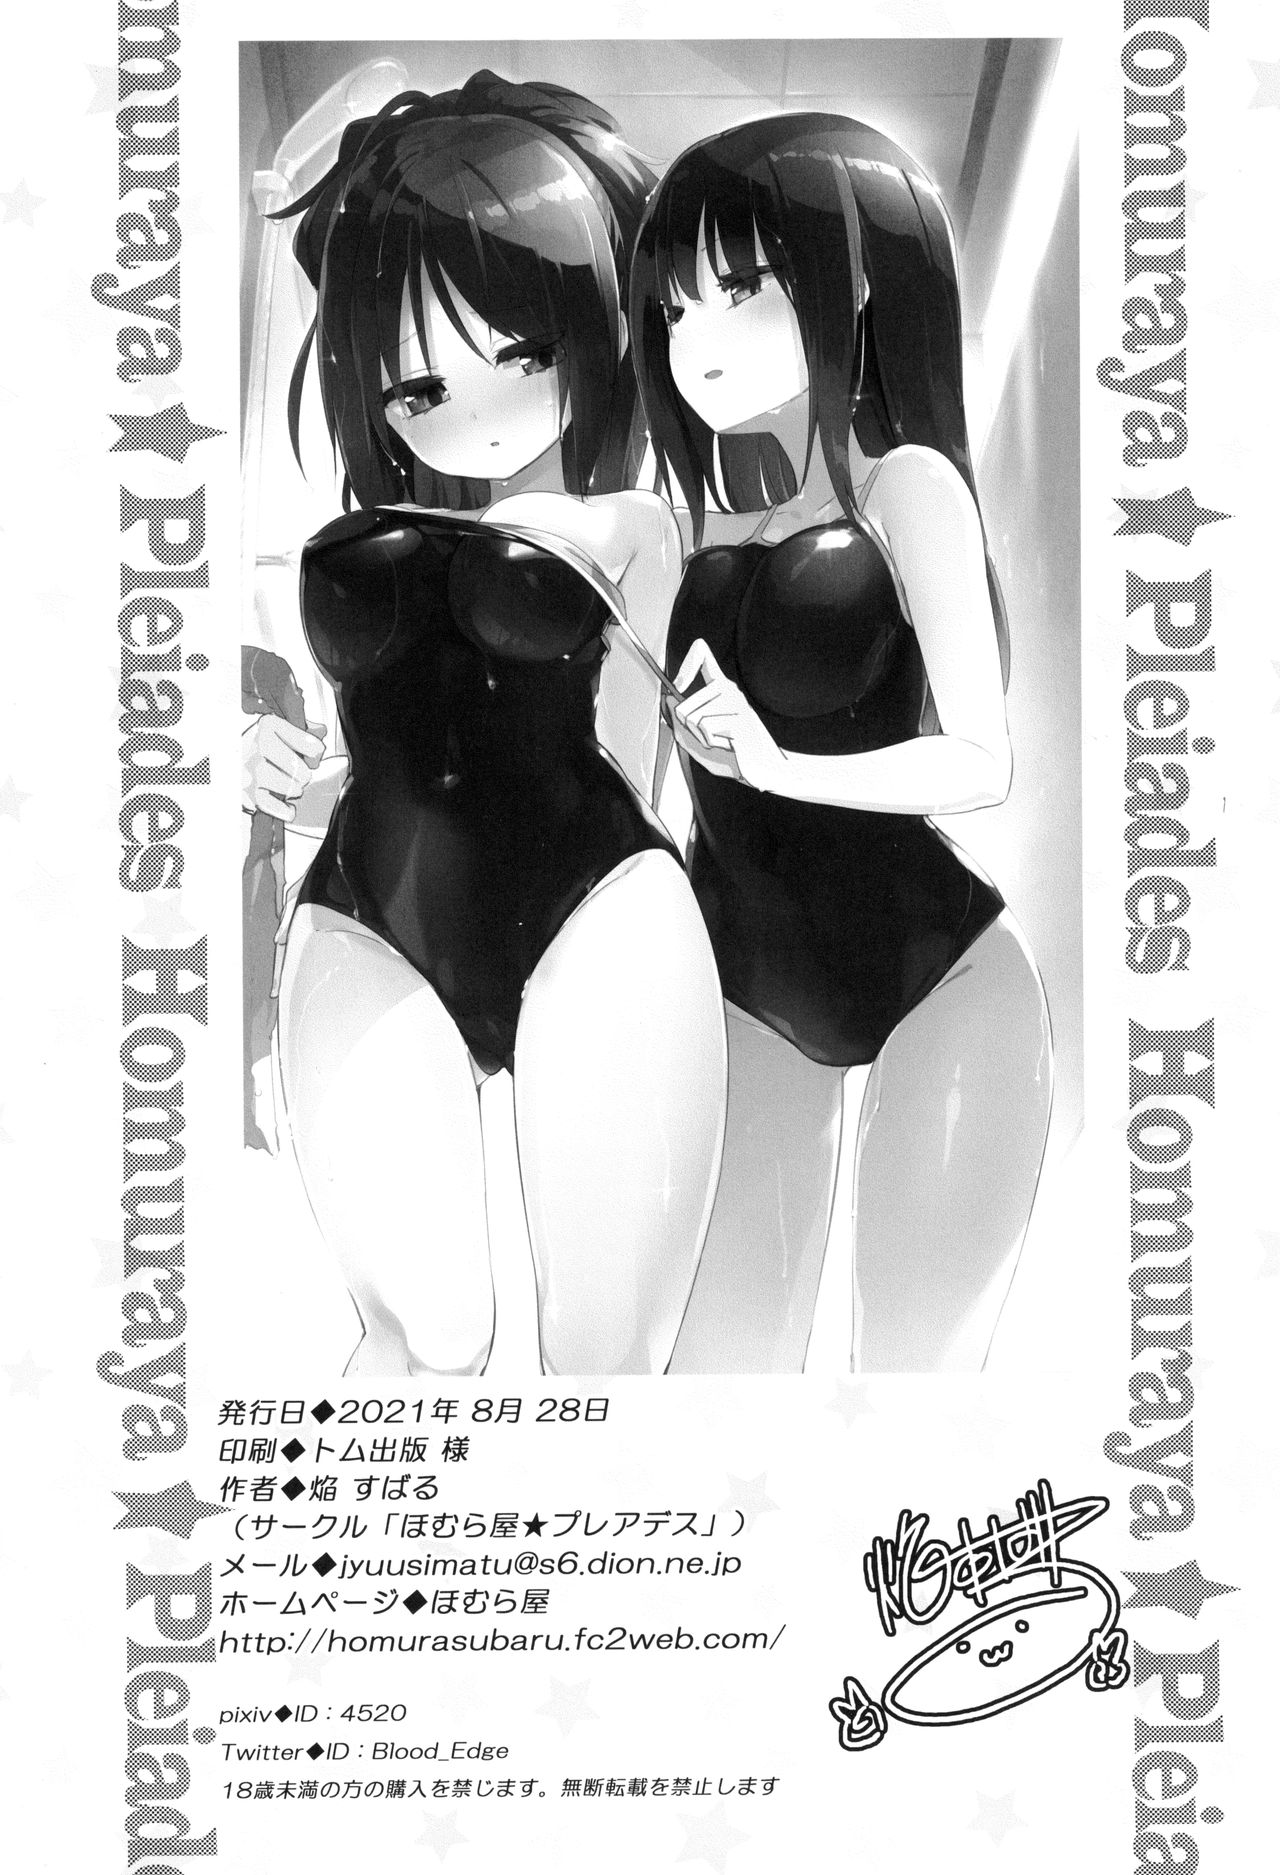 Homuraya★Pleiades Homuraya★Pleiades
Homuraya★Pleiades Homuraya★Pleiades
発行日◆2021年 8月 28日
印刷◆トム出版 様
作者◆焔 すばる
（サークル「ほむら屋★プレアデス」）
メール◆jyuusimatu@s6.dion.ne.jp
ホームページ◆ほむら屋
http://homurasubaru.fc2web.com/
pixiv◆ID：4520
Twitter◆ID：Blood_Edge
18歳未満の方の購入を禁じます。無断転載を禁止します